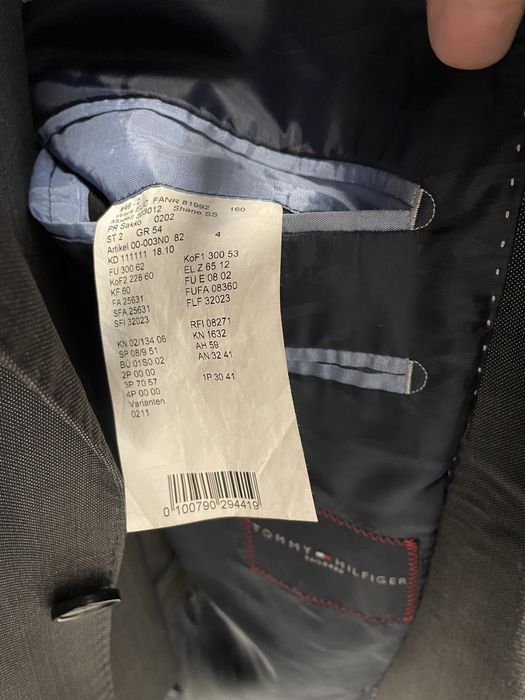 FANR 81992 160
Modell 393012 Shane SS
PR Sakko 0202
ST 2 GR 54 4
Artikel 00-003N0 82
KD 111111 18.10
FU 300 62 KoF1 300 53
KoF2 228 60 EL Z 65 12
KF 60 FU E 08 02
FA 25631 FUFA 08360
SFA 25631 FLF 32023
SFI 32023
RFI 08271
KN 02/134 06 KN 1632
SP 08/9 51 AH 59
BÜ 01S0 02 AN 32 41
2P 00 00
3P 70 57 1P 30 41
4P 00 00
Varianten
0211
0 100790 294419
TOMMY HILFIGER